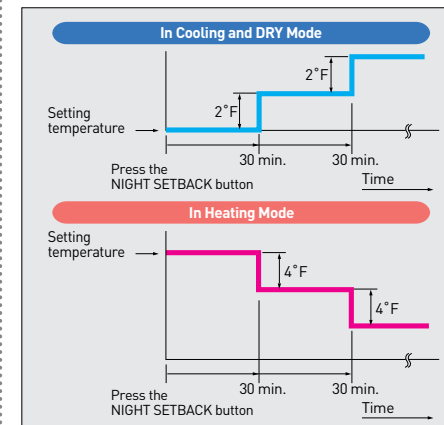 In Cooling and DRY Mode
2°F
2°F
Setting
temperature
30 min.
30 min.
Press the
NIGHT SETBACK button
Time
In Heating Mode
Setting
temperature
4°F
4°F
30 min.
30 min.
Press the
NIGHT SETBACK button
Time